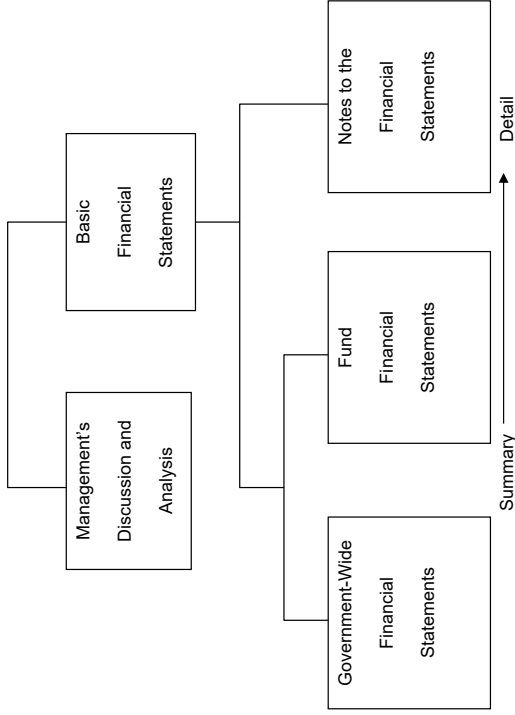 Management's
Discussion and
Analysis
Basic
Financial
Statements
Government-Wide
Financial
Statements
Fund
Financial
Statements
Notes to the
Financial
Statements
Summary
Detail